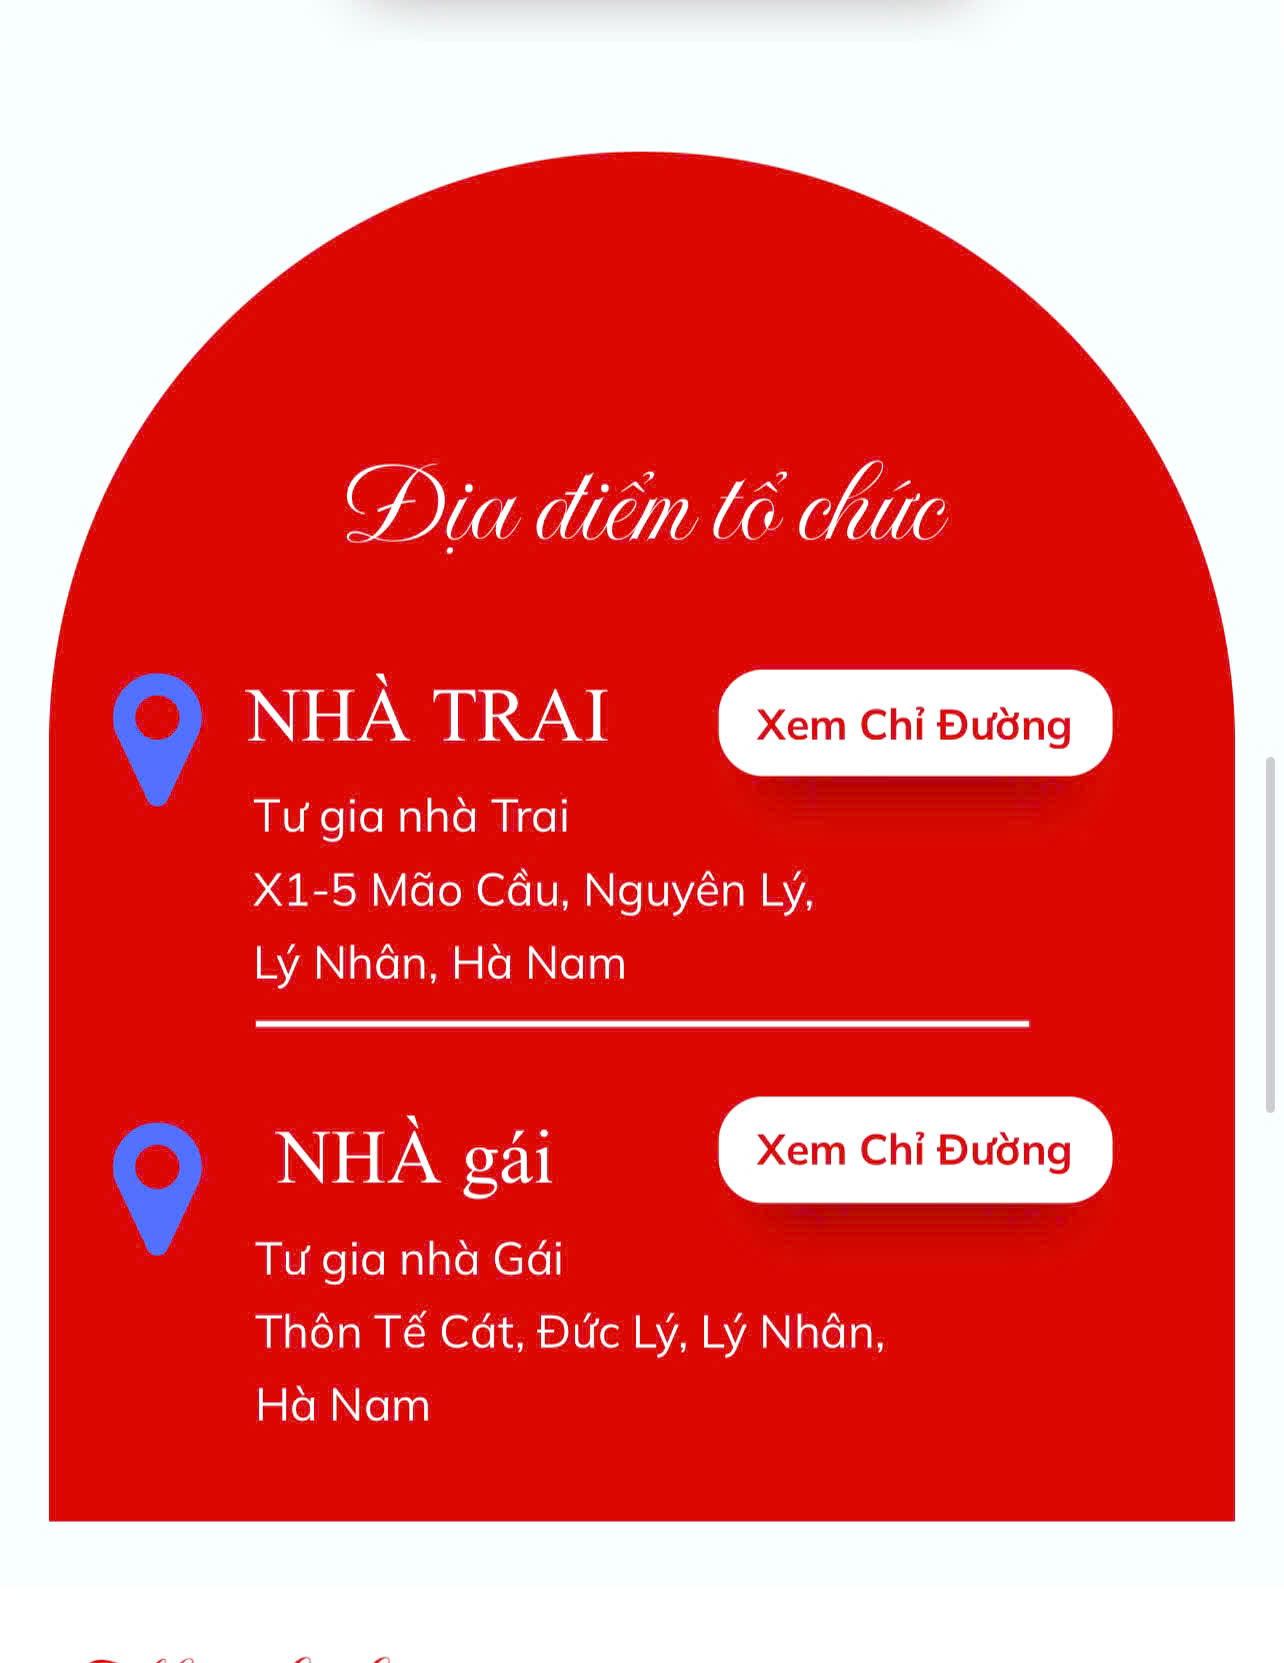 Địa điểm tổ chức
NHÀ TRAI
Xem Chỉ Đường
Tư gia nhà Trai
X1-5 Mão Cầu, Nguyên Lý,
Lý Nhân, Hà Nam
NHÀ gái
Xem Chỉ Đường
Tư gia nhà Gái
Thôn Tế Cát, Đức Lý, Lý Nhân,
Hà Nam